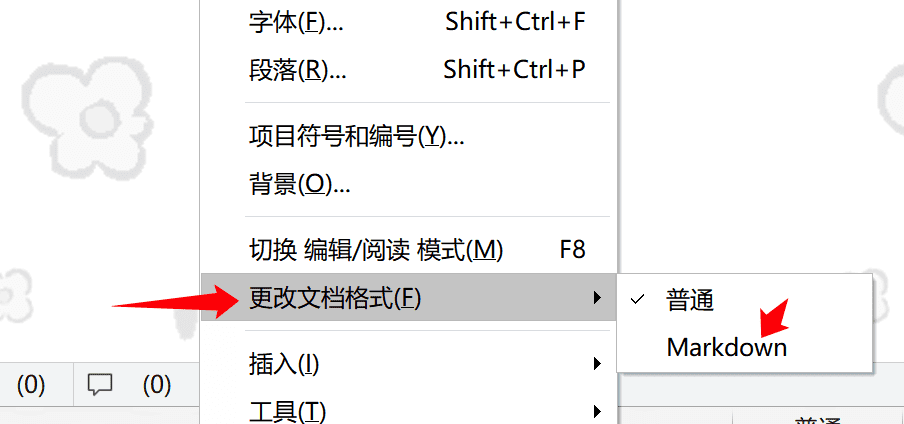 字体(F)... Shift+Ctrl+F
段落(R)... Shift+Ctrl+P
项目符号和编号(Y)...
背景(O)...
切换 编辑/阅读 模式(M) F8
更改文档格式(F)
✓ 普通
Markdown
插入(I)
(0) (0)
工具(T)
普通